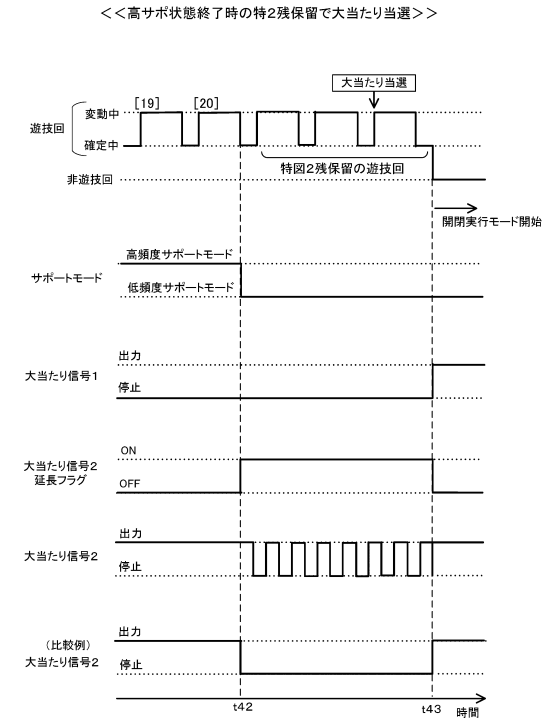 ＜＜高サポ状態終了時の特２残保留で大当たり当選＞＞
大当たり当選
[19]
[20]
変動中
遊技回
確定中
特図２残保留の遊技回
非遊技回
開閉実行モード開始
高頻度サポートモード
サポートモード
低頻度サポートモード
出力
大当たり信号１
停止
ON
大当たり信号２
延長フラグ
OFF
出力
大当たり信号２
停止
出力
（比較例）
大当たり信号２
停止
t42
t43
時間